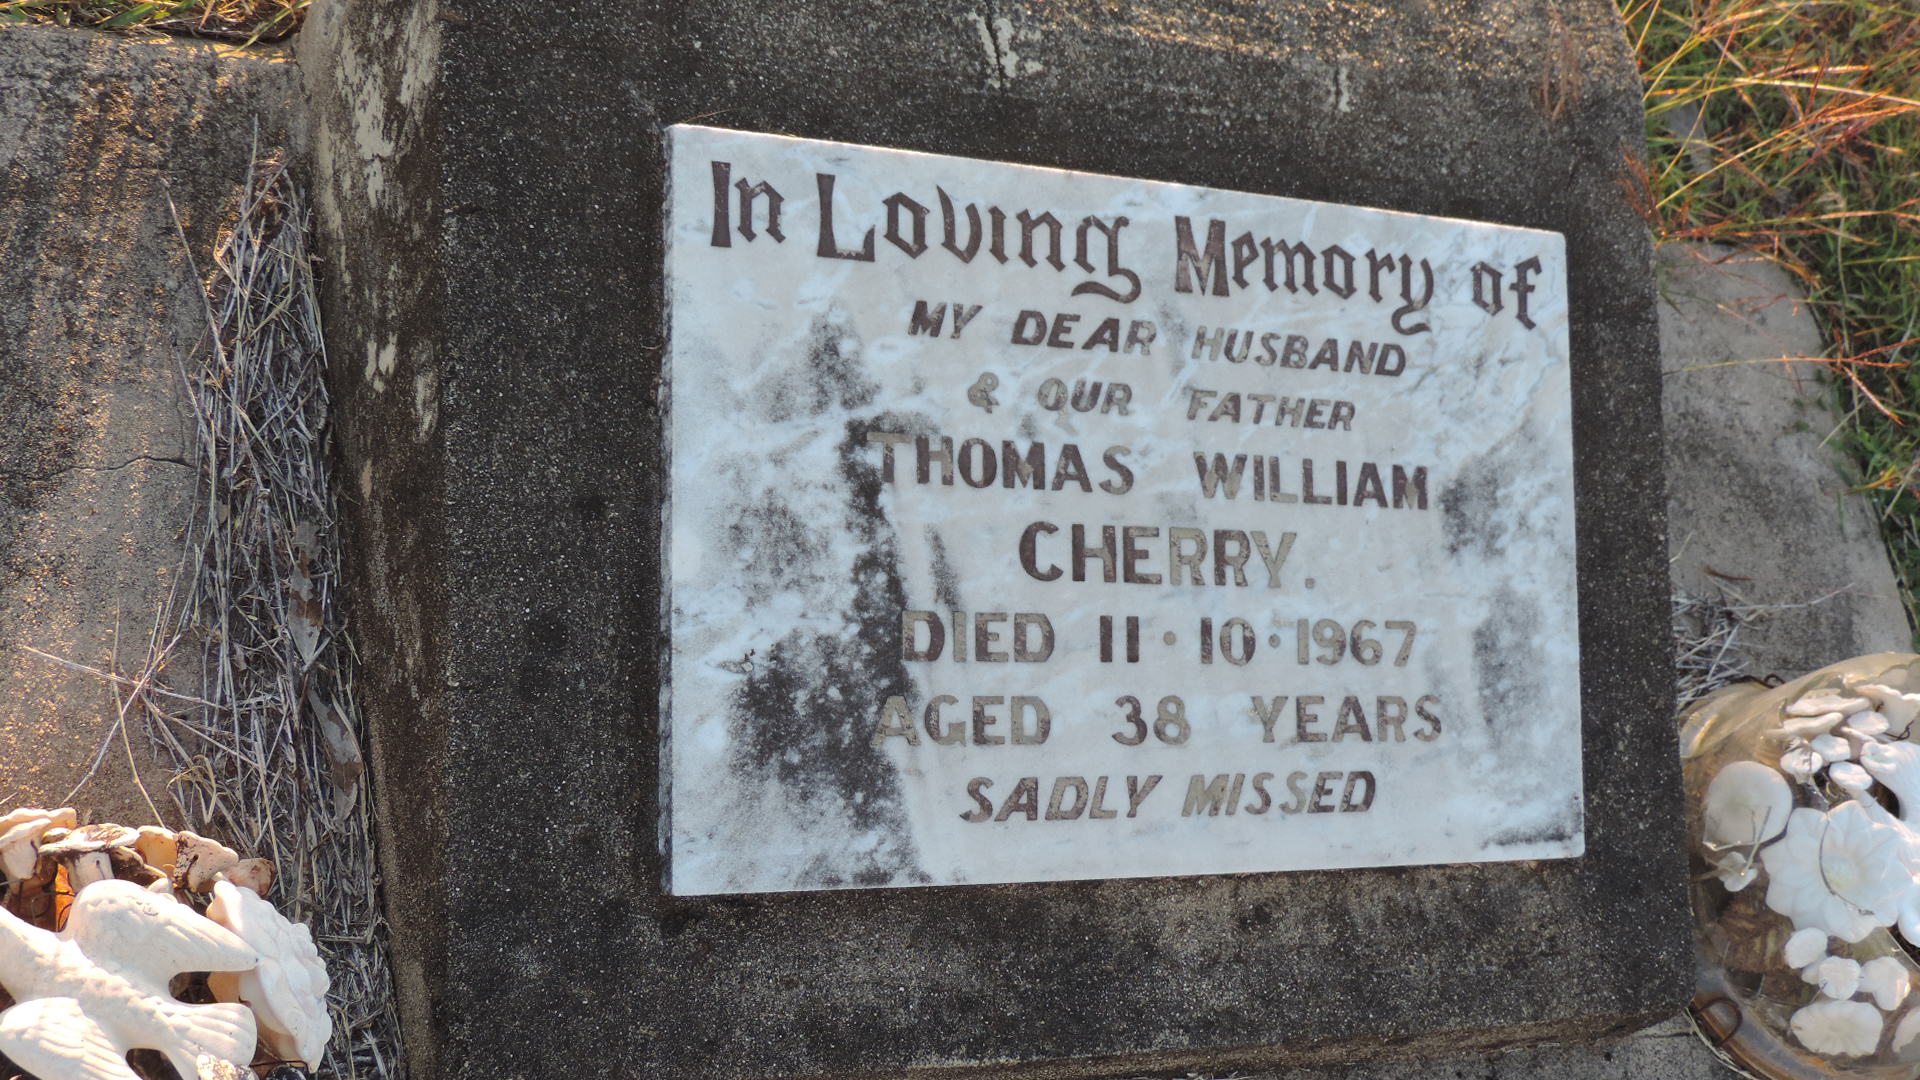 In Loving Memory of
MY DEAR HUSBAND
& OUR FATHER
THOMAS WILLIAM
CHERRY.
DIED 11·10·1967
AGED 38 YEARS
SADLY MISSED